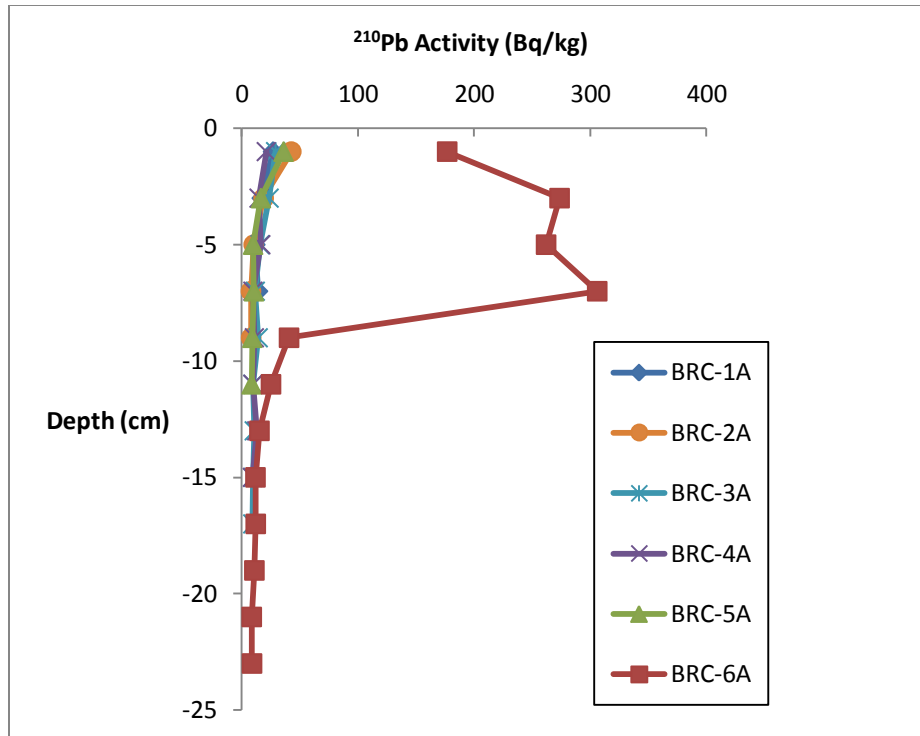 ²¹⁰Pb Activity (Bq/kg)
0 100 200 300 400
0
-5
-10
-15
-20
-25
Depth (cm)
BRC-1A
BRC-2A
BRC-3A
BRC-4A
BRC-5A
BRC-6A